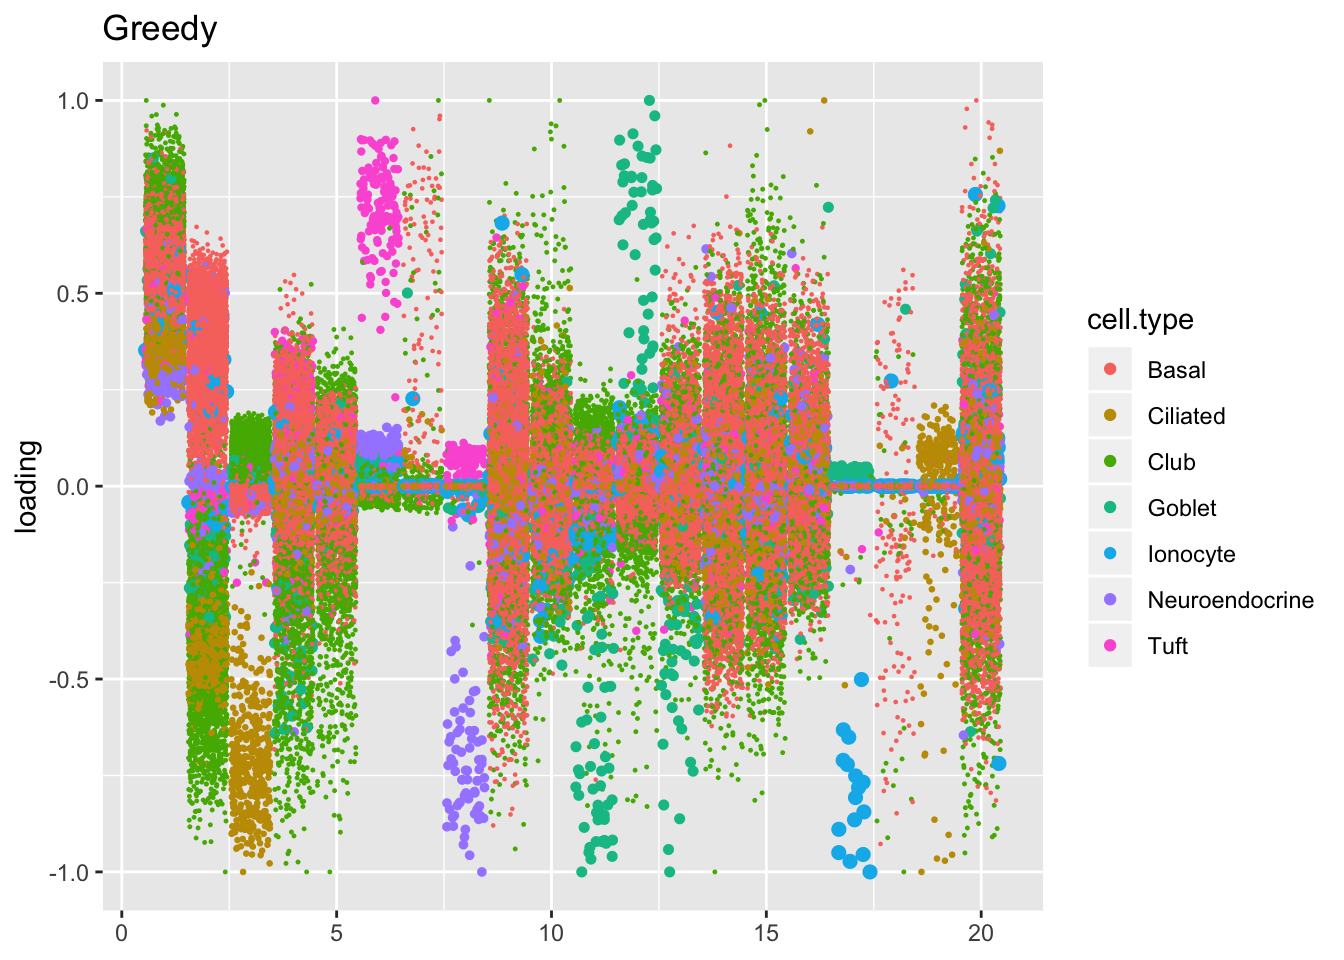 Greedy
1.0
0.5
0.0
-0.5
-1.0
loading
0
5
10
15
20
cell.type
Basal
Ciliated
Club
Goblet
Ionocyte
Neuroendocrine
Tuft